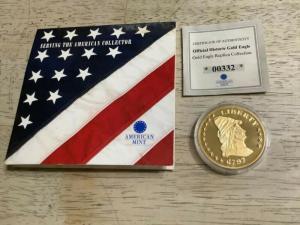 SERVING THE AMERICAN COLLECTOR
AMERICAN
MINT
CERTIFICATE OF AUTHENTICITY
Official Historic Gold Eagle
Gold Eagle Replica Collection
00332
LIBERTY
1797